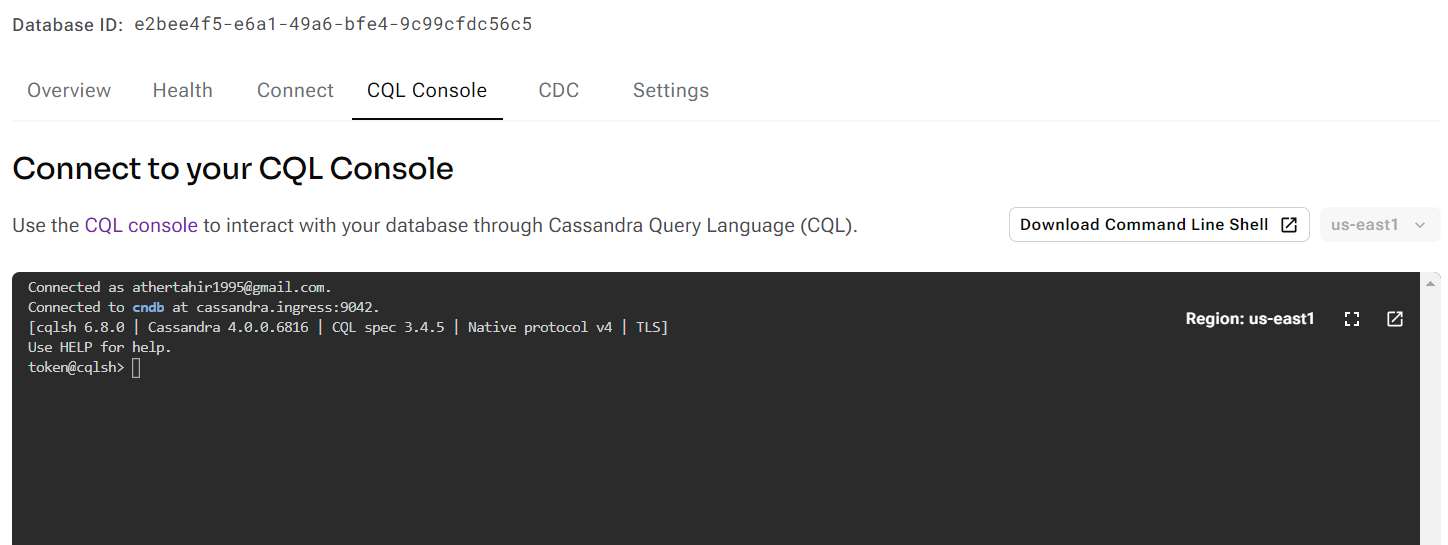 Database ID: e2bee4f5-e6a1-49a6-bfe4-9c99cfdc56c5
Overview Health Connect CQL Console CDC Settings
Connect to your CQL Console
Use the CQL console to interact with your database through Cassandra Query Language (CQL). Download Command Line Shell us-east1
Connected as athertahir1995@gmail.com.
Connected to cndb at cassandra.ingress:9042.
[cqlsh 6.8.0 | Cassandra 4.0.0.6816 | CQL spec 3.4.5 | Native protocol v4 | TLS] Region: us-east1
Use HELP for help.
token@cqlsh>